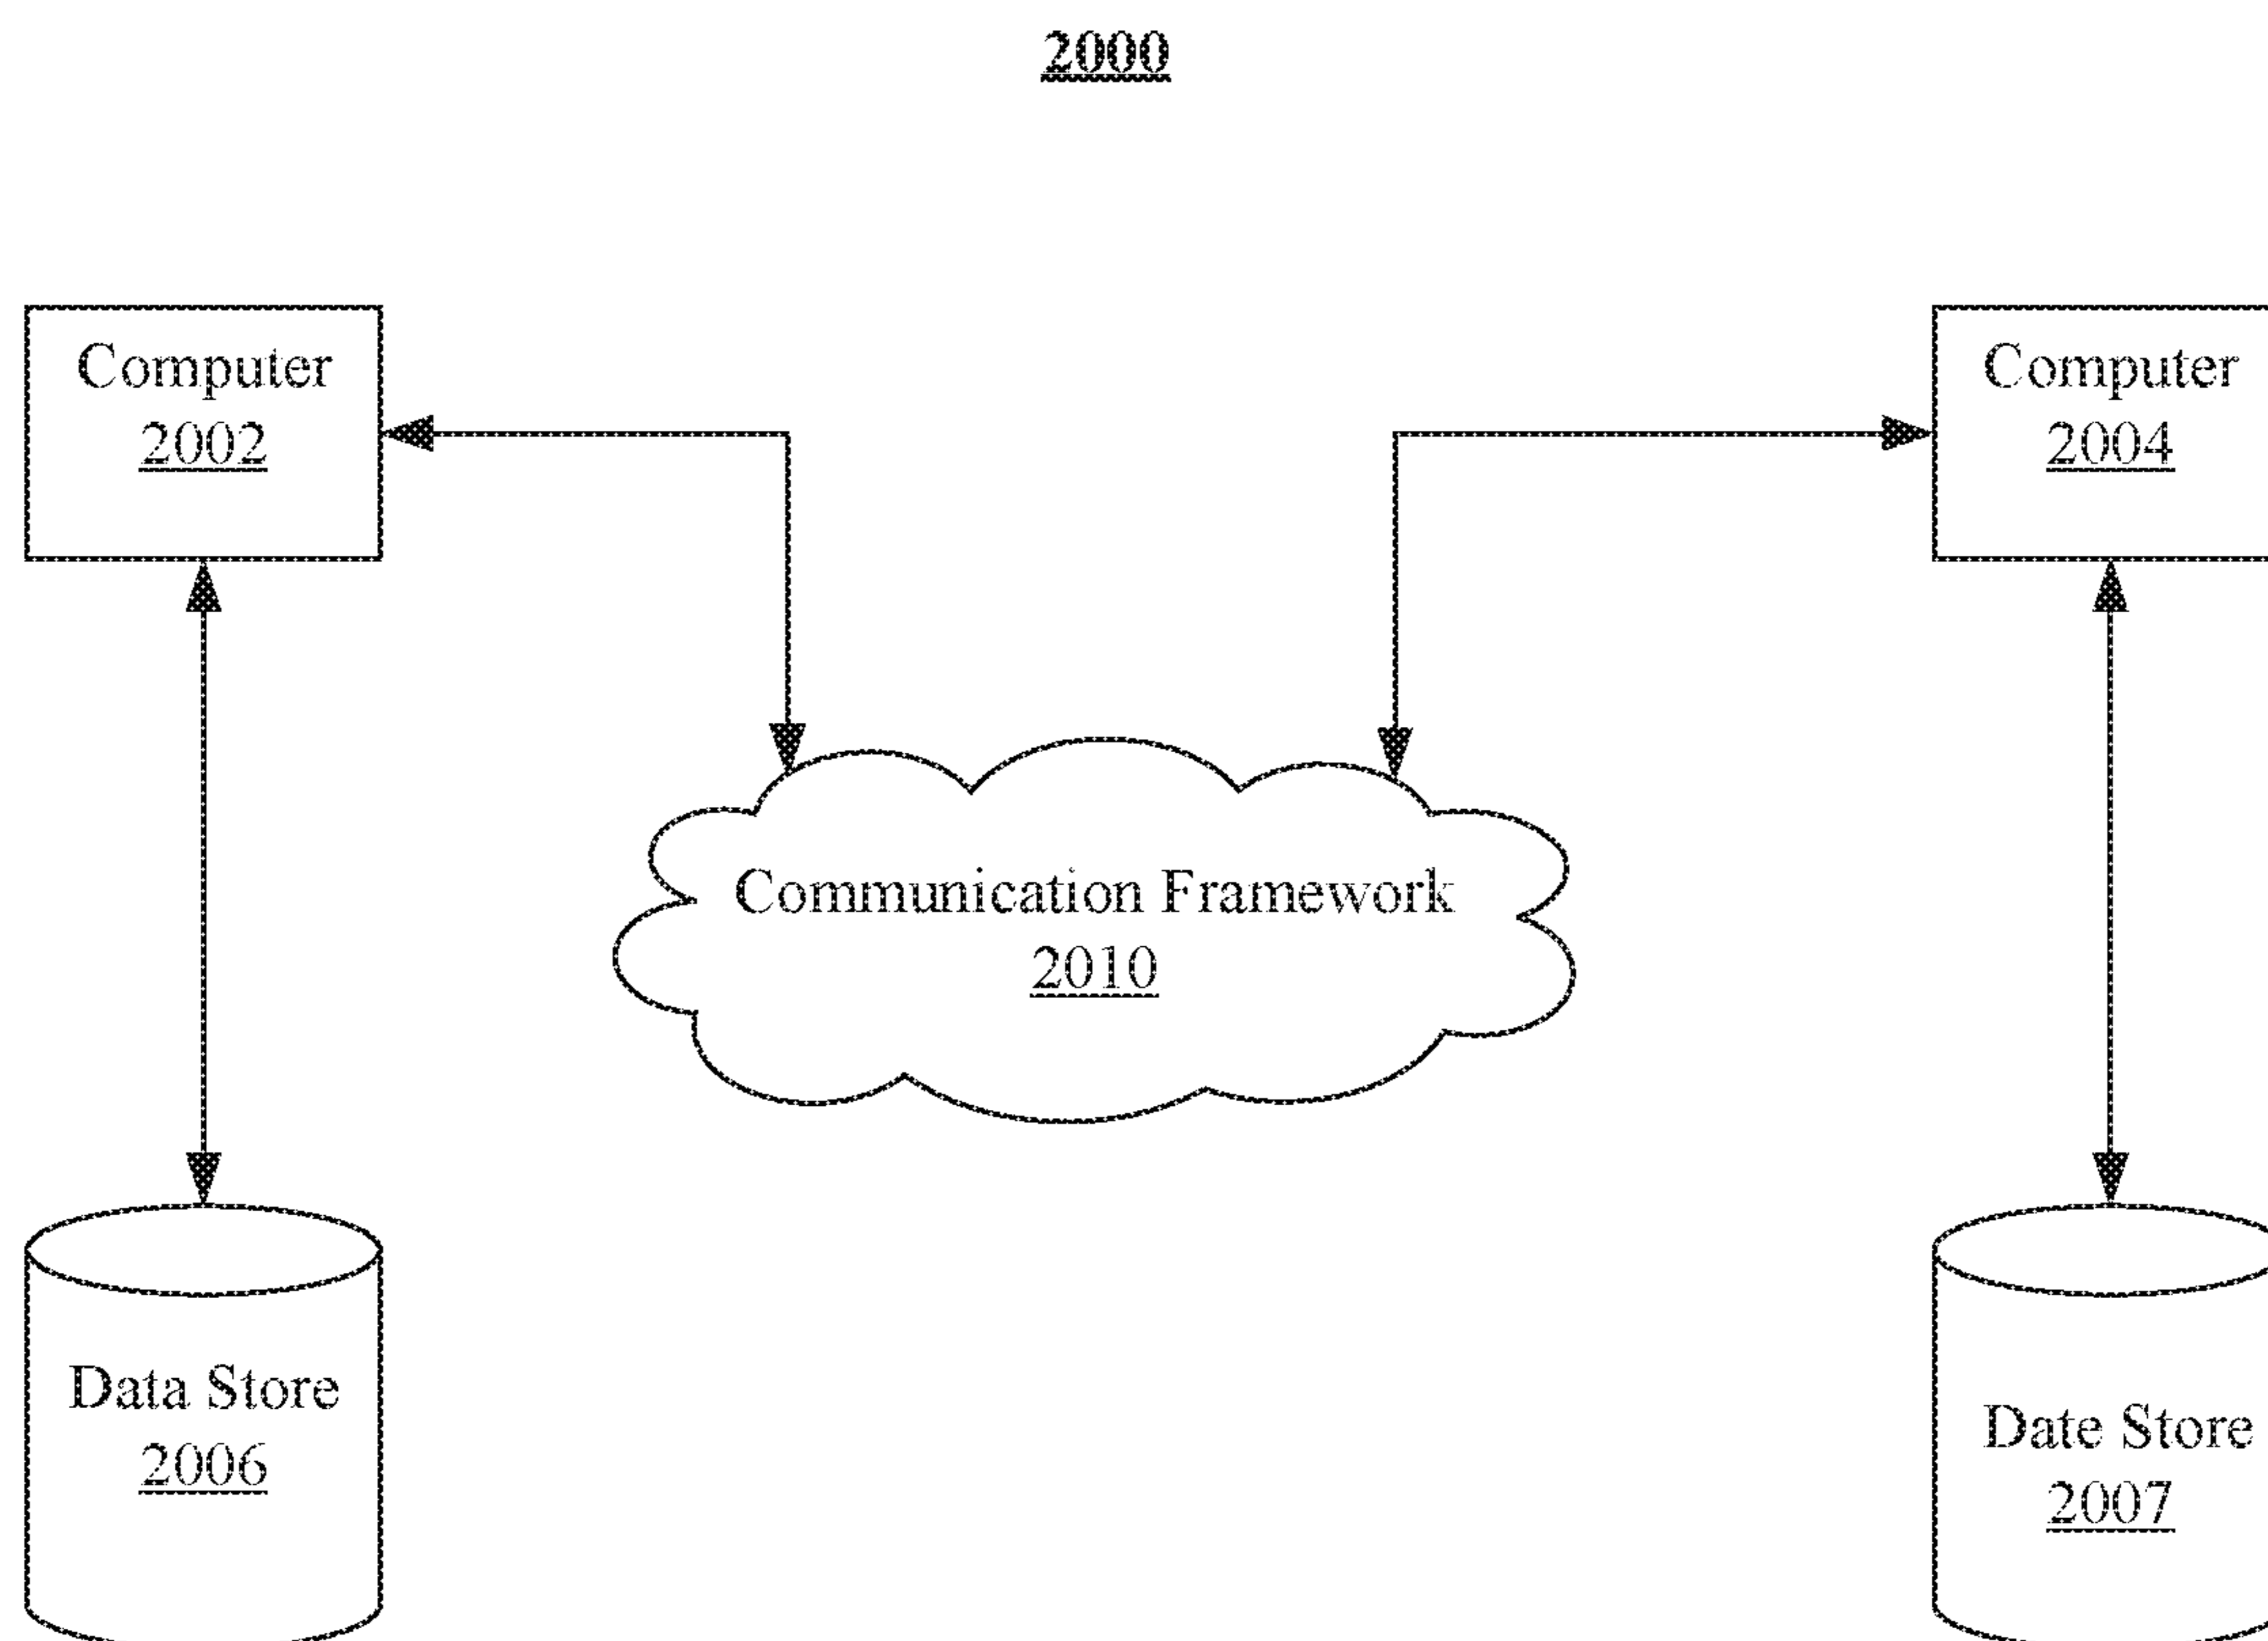 2000
Computer
2002
Computer
2004
Communication Framework
2010
Data Store
2006
Date Store
2007